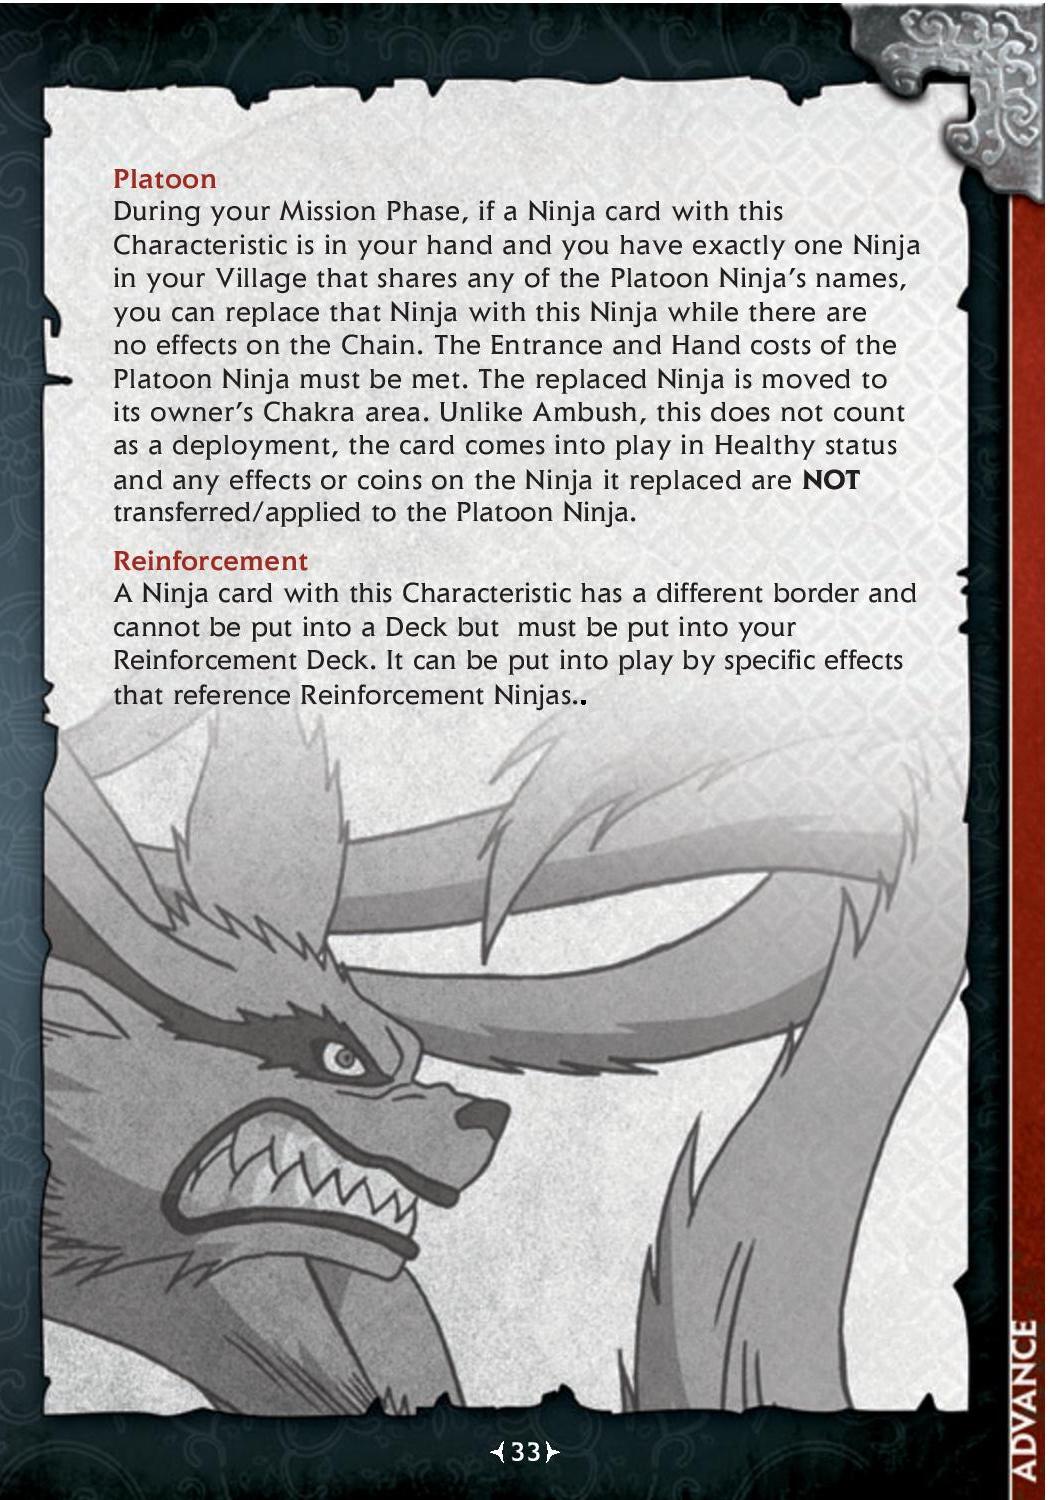 Platoon
During your Mission Phase, if a Ninja card with this
Characteristic is in your hand and you have exactly one Ninja
in your Village that shares any of the Platoon Ninja's names,
you can replace that Ninja with this Ninja while there are
no effects on the Chain. The Entrance and Hand costs of the
Platoon Ninja must be met. The replaced Ninja is moved to
its owner's Chakra area. Unlike Ambush, this does not count
as a deployment, the card comes into play in Healthy status
and any effects or coins on the Ninja it replaced are NOT
transferred/applied to the Platoon Ninja.
Reinforcement
A Ninja card with this Characteristic has a different border and
cannot be put into a Deck but  must be put into your
Reinforcement Deck. It can be put into play by specific effects
that reference Reinforcement Ninjas..
33
ADVANCE